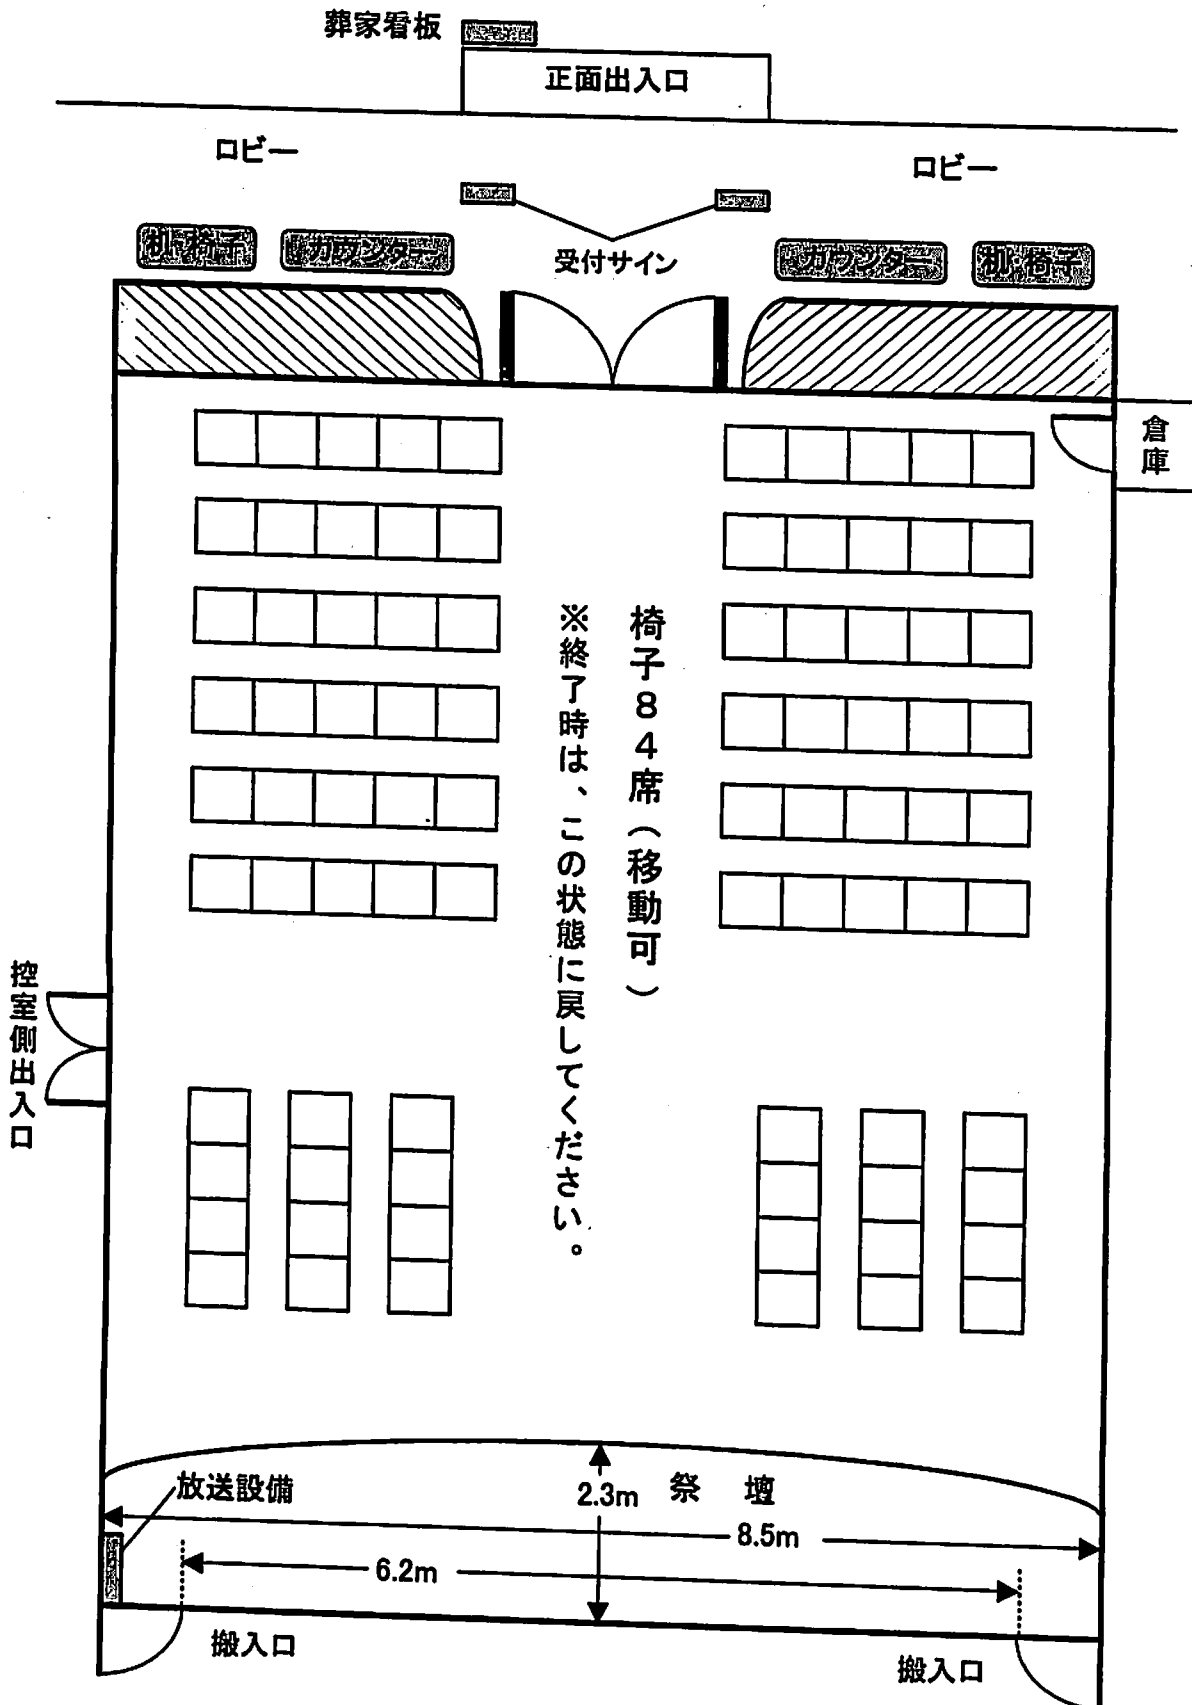 葬家看板
正面出入口
ロビー
ロビー
机 椅子
カウンター
受付サイン
カウンター
机 椅子
倉庫
椅子84席（移動可）
※終了時は、この状態に戻してください。
控室側出入口
放送設備
2.3m
祭 壇
8.5m
6.2m
搬入口
搬入口